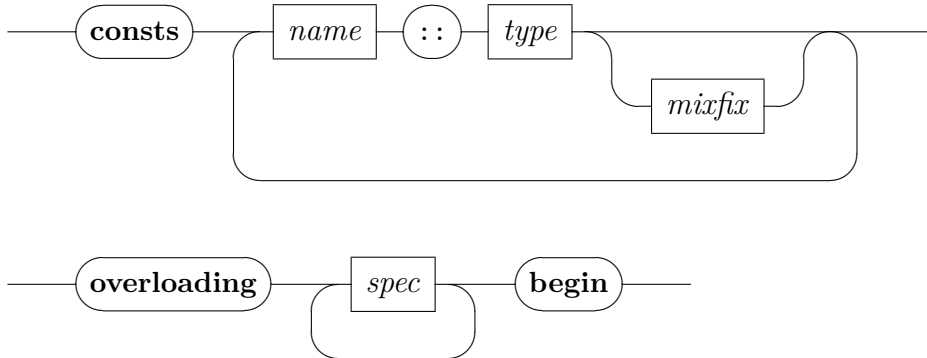 consts name :: type
mixfix
overloading spec begin